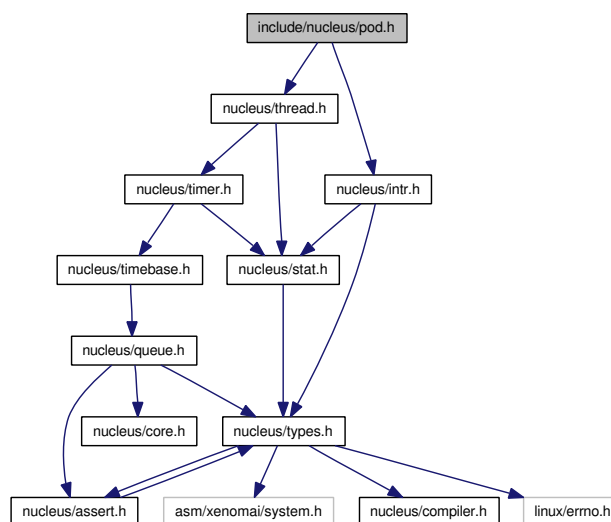 include/nucleus/pod.h
nucleus/thread.h
nucleus/timer.h
nucleus/intr.h
nucleus/timebase.h
nucleus/stat.h
nucleus/queue.h
nucleus/core.h
nucleus/types.h
nucleus/assert.h
asm/xenomai/system.h
nucleus/compiler.h
linux/errno.h